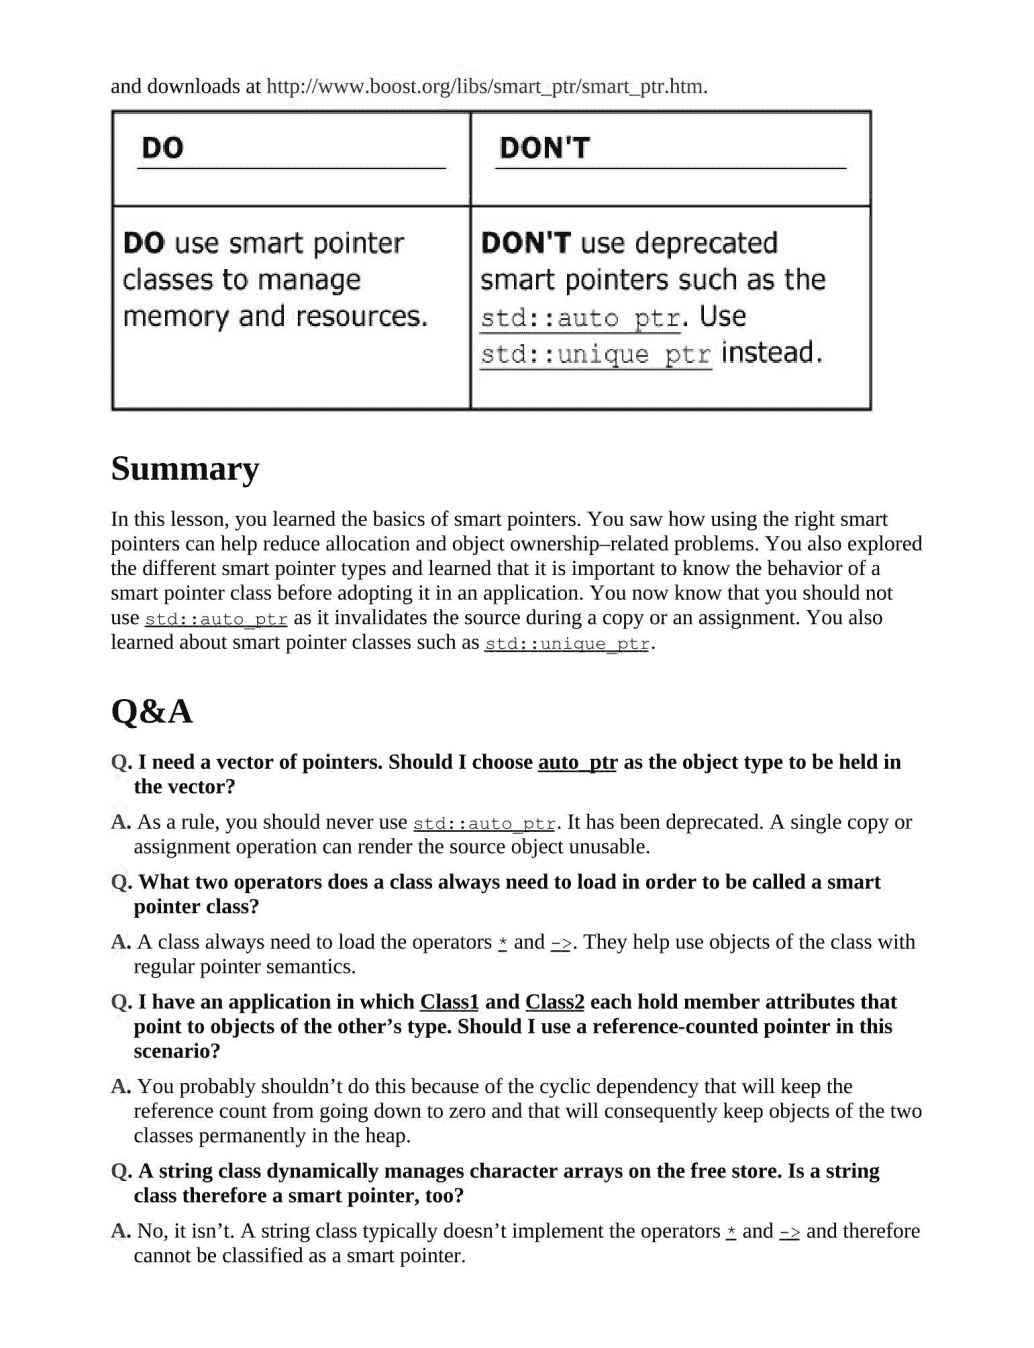 and downloads at http://www.boost.org/libs/smart_ptr/smart_ptr.htm.
DO
DON'T
DO use smart pointer
classes to manage
memory and resources.
DON'T use deprecated
smart pointers such as the
std::auto_ptr. Use
std::unique_ptr instead.
Summary
In this lesson, you learned the basics of smart pointers. You saw how using the right smart
pointers can help reduce allocation and object ownership–related problems. You also explored
the different smart pointer types and learned that it is important to know the behavior of a
smart pointer class before adopting it in an application. You now know that you should not
use std::auto_ptr as it invalidates the source during a copy or an assignment. You also
learned about smart pointer classes such as std::unique_ptr.
Q&A
Q. I need a vector of pointers. Should I choose auto_ptr as the object type to be held in
the vector?
A. As a rule, you should never use std::auto_ptr. It has been deprecated. A single copy or
assignment operation can render the source object unusable.
Q. What two operators does a class always need to load in order to be called a smart
pointer class?
A. A class always need to load the operators * and ->. They help use objects of the class with
regular pointer semantics.
Q. I have an application in which Class1 and Class2 each hold member attributes that
point to objects of the other’s type. Should I use a reference-counted pointer in this
scenario?
A. You probably shouldn’t do this because of the cyclic dependency that will keep the
reference count from going down to zero and that will consequently keep objects of the two
classes permanently in the heap.
Q. A string class dynamically manages character arrays on the free store. Is a string
class therefore a smart pointer, too?
A. No, it isn’t. A string class typically doesn’t implement the operators * and -> and therefore
cannot be classified as a smart pointer.